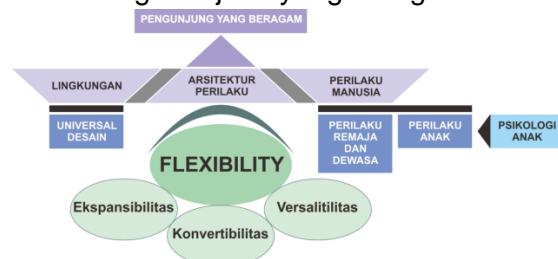 PENGUNJUNG YANG BERAGAM
LINGKUNGAN
ARSITEKTUR
PERILAKU
PERILAKU
MANUSIA
UNIVERSAL
DESAIN
PERILAKU
REMAJA
DAN
DEWASA
PERILAKU
ANAK
PSIKOLOGI
ANAK
FLEXIBILITY
Ekspansibilitas
Konvertibilitas
Versalitilitas